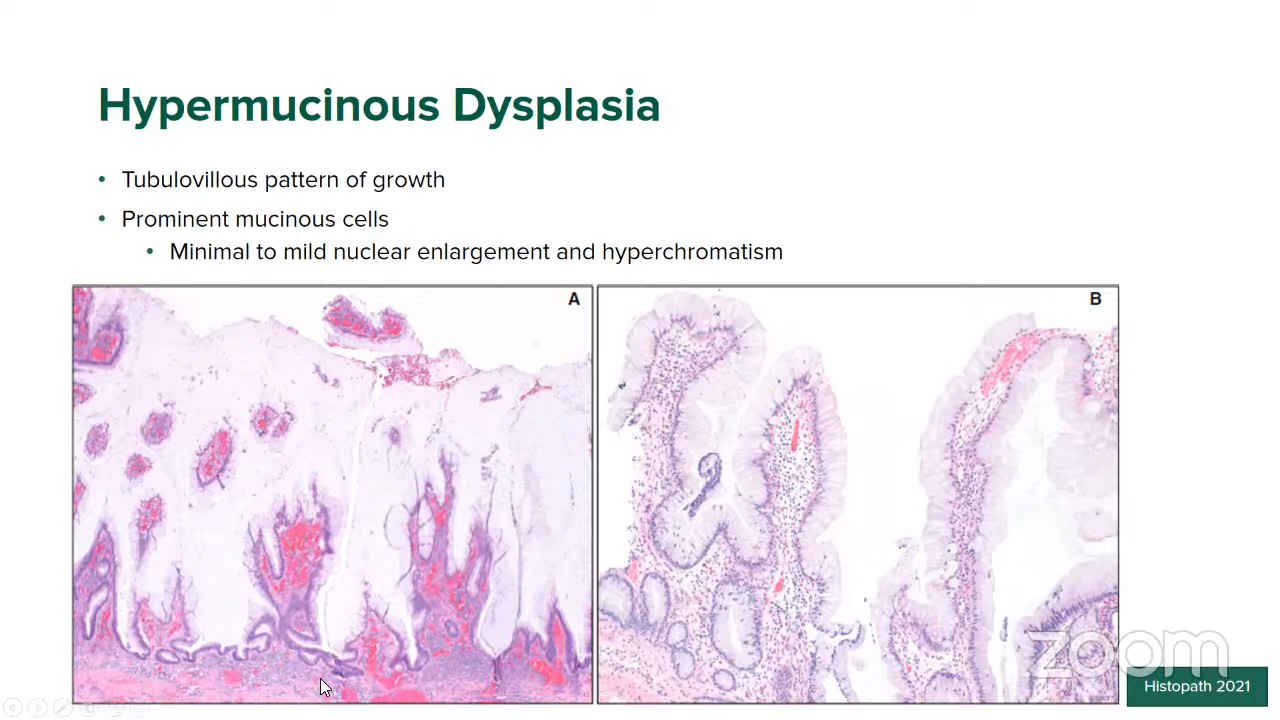 Hypermucinous Dysplasia
• Tubulovillous pattern of growth
• Prominent mucinous cells
• Minimal to mild nuclear enlargement and hyperchromatism
A
B
zoom
Histopath 2021